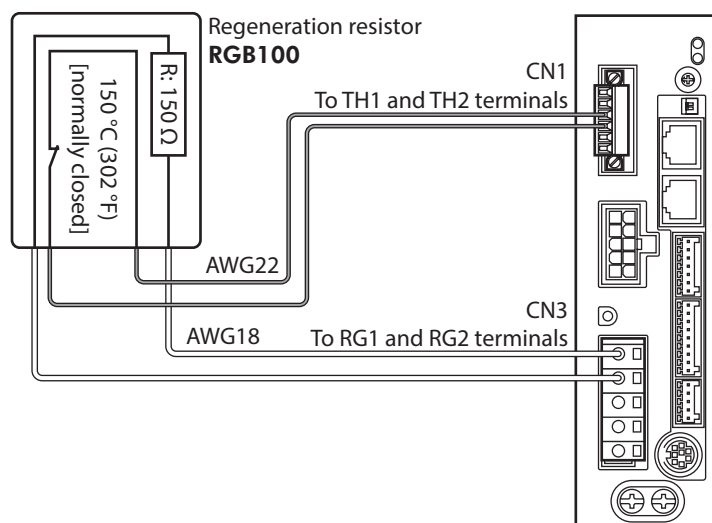 Regeneration resistor
RGB100
R: 150 Ω
150 °C (302 °F)
[normally closed]
CN1
To TH1 and TH2 terminals
AWG22
CN3
AWG18
To RG1 and RG2 terminals